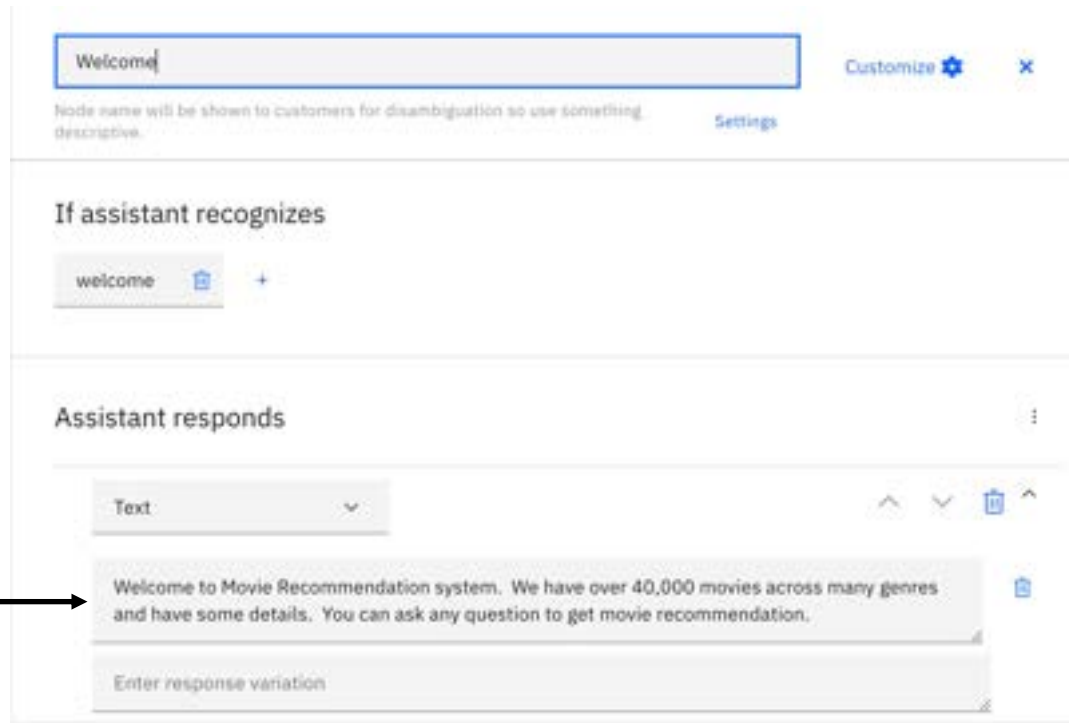 Welcome
Customize
Node name will be shown to customers for disambiguation so use something
descriptive.
Settings
If assistant recognizes
welcome
+
Assistant responds
Text
Welcome to Movie Recommendation system. We have over 40,000 movies across many genres
and have some details. You can ask any question to get movie recommendation.
Enter response variation